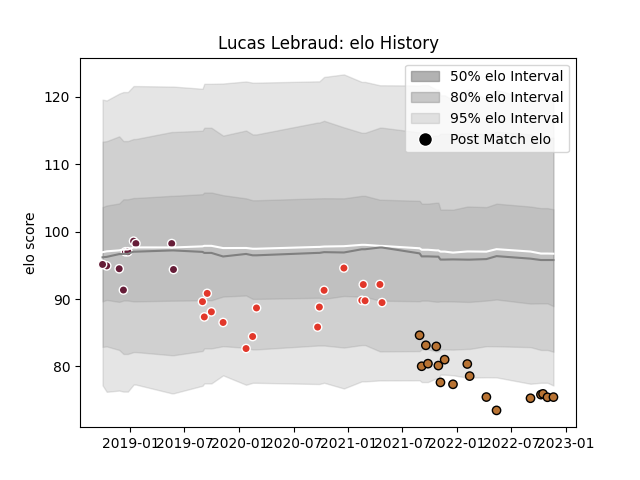 Lucas Lebraud: elo History
50% elo Interval
80% elo Interval
95% elo Interval
Post Match elo
elo score
120
110
100
90
80
2019-01 2019-07 2020-01 2020-07 2021-01 2021-07 2022-01 2022-07 2023-01